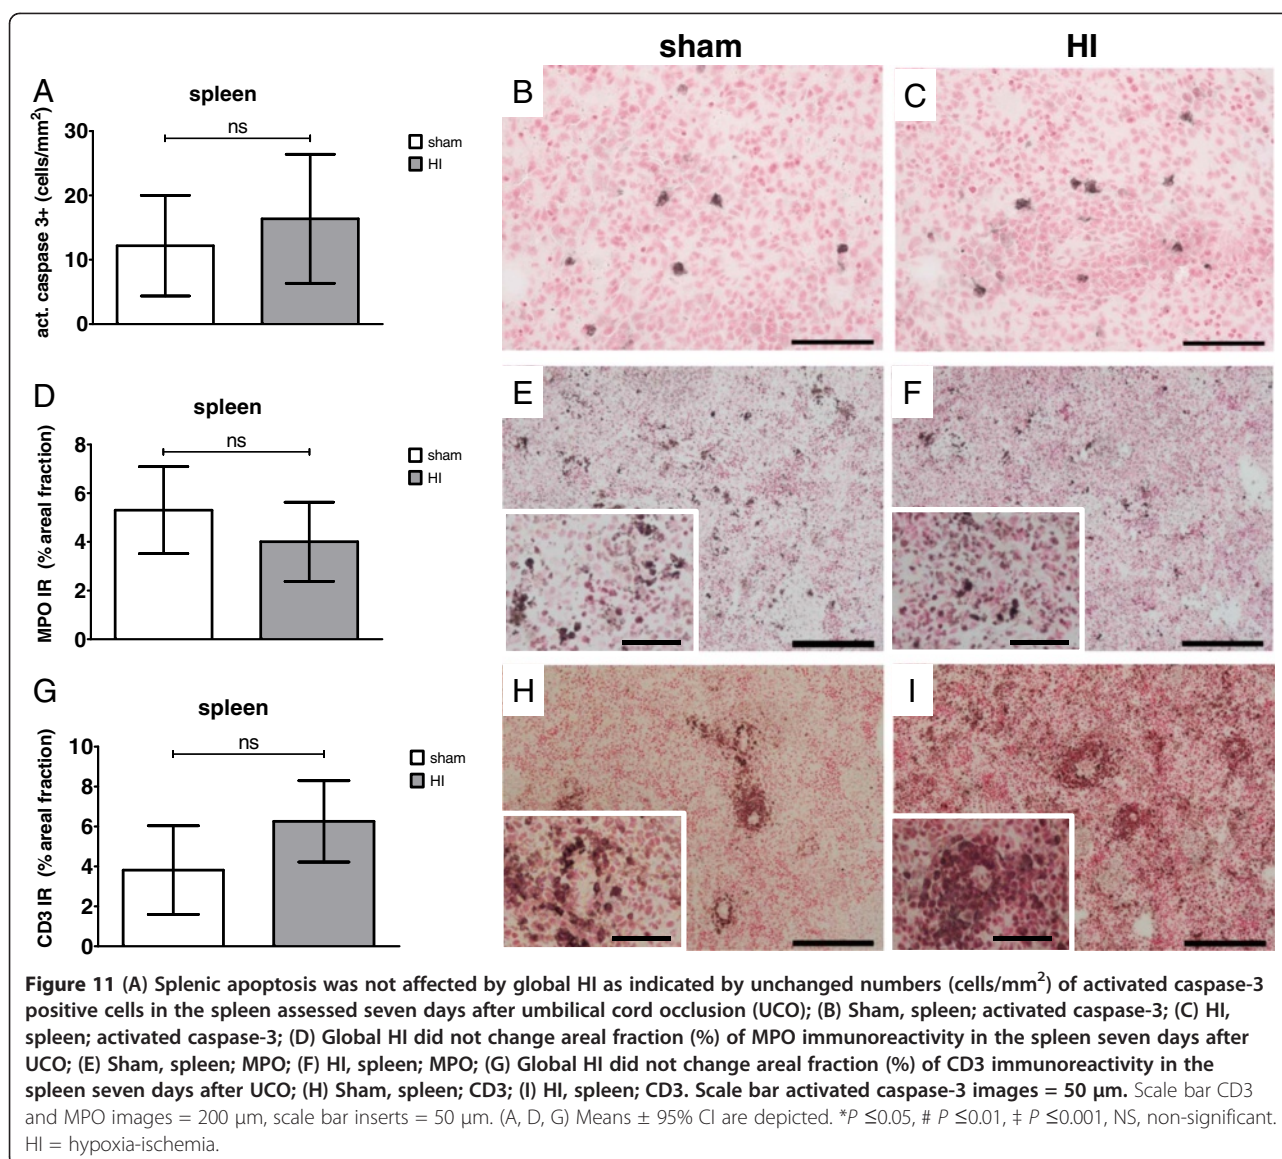 sham
HI
A
spleen
ns
30
20
10
0
act. caspase 3+ (cells/mm²)
sham
HI
B
C
D
spleen
ns
8
6
4
2
0
MPO IR (% areal fraction)
sham
HI
E
F
G
spleen
ns
10
8
6
4
2
0
CD3 IR (% areal fraction)
sham
HI
H
I
Figure 11 (A) Splenic apoptosis was not affected by global HI as indicated by unchanged numbers (cells/mm²) of activated caspase-3
positive cells in the spleen assessed seven days after umbilical cord occlusion (UCO); (B) Sham, spleen; activated caspase-3; (C) HI,
spleen; activated caspase-3; (D) Global HI did not change areal fraction (%) of MPO immunoreactivity in the spleen seven days after
UCO; (E) Sham, spleen; MPO; (F) HI, spleen; MPO; (G) Global HI did not change areal fraction (%) of CD3 immunoreactivity in the
spleen seven days after UCO; (H) Sham, spleen; CD3; (I) HI, spleen; CD3. Scale bar activated caspase-3 images = 50 μm. Scale bar CD3
and MPO images = 200 μm, scale bar inserts = 50 μm. (A, D, G) Means ± 95% CI are depicted. *P ≤0.05, # P ≤0.01, ‡ P ≤0.001, NS, non-significant.
HI = hypoxia-ischemia.